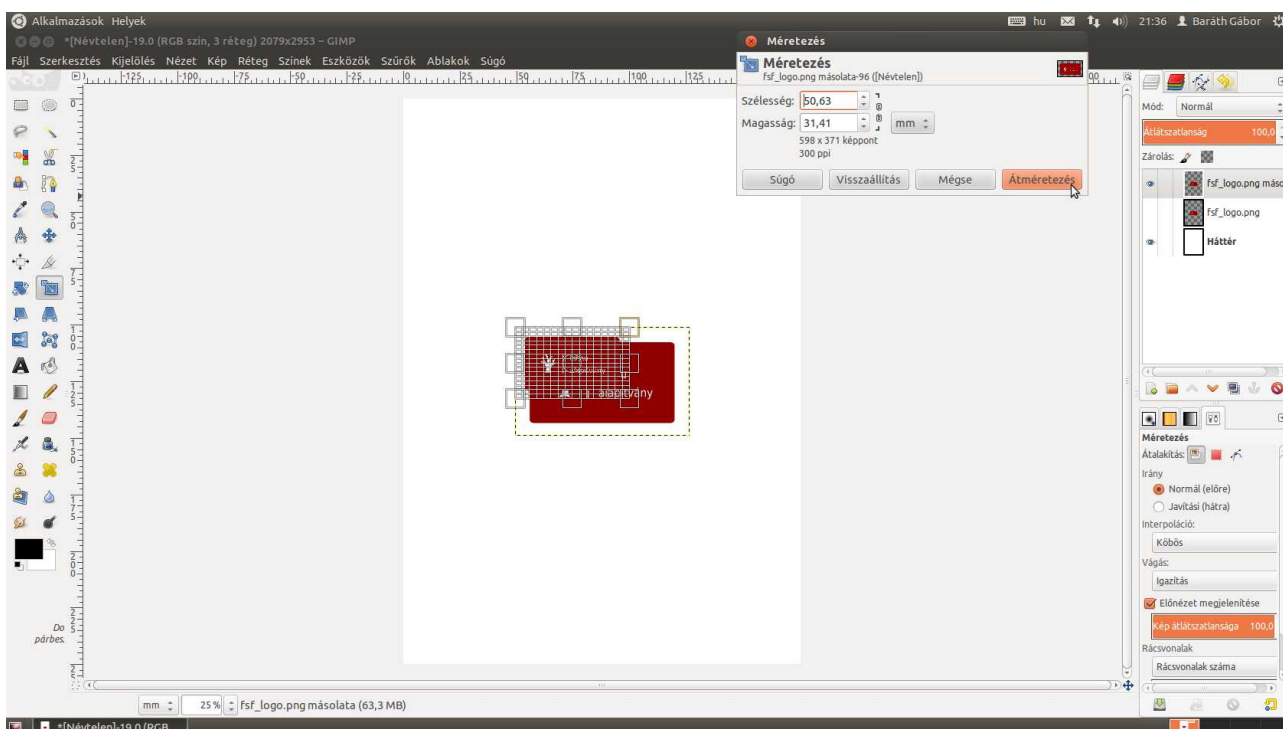 Alkalmazások Helyek
hu
21:36 Baráth Gábor
*[Névtelen]-19.0 (RGB szín, 3 réteg) 2079x2953 – GIMP
Fájl Szerkesztés Kijelölés Nézet Kép Réteg Színek Eszközök Szűrők Ablakok Súgó
Méretezés
Méretezés
fsf_logo.png másolata-96 ([Névtelen])
Szélesség: 50,63
Magasság: 31,41 mm
598 x 371 képpont
300 ppi
Súgó Visszaállítás Mégse Átméretezés
Mód: Normál
Átlátszatlanság 100,0
Zárolás:
fsf_logo.png máso
fsf_logo.png
Háttér
alapítvány
Méretezés
Átalakítás:
Irány
Normál (előre)
Javítási (hátra)
Interpoláció:
Köbös
Vágás:
Igazítás
Előnézet megjelenítése
Kép átlátszatlansága 100,0
Rácsvonalak
Rácsvonalak száma
Do
párbes
mm 25% fsf_logo.png másolata (63,3 MB)
*[Névtelen]-19.0 (RGB